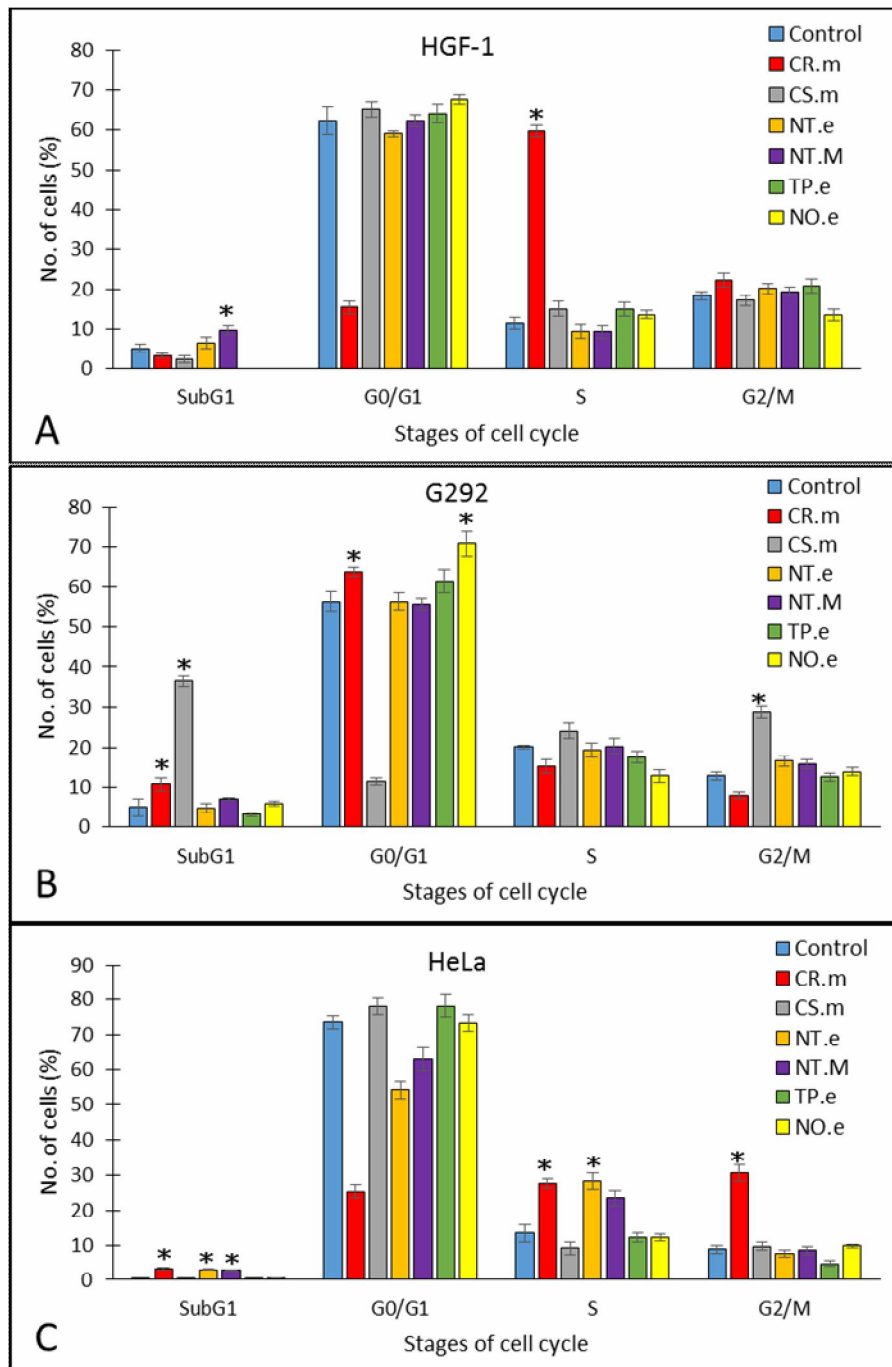 HGF-1
Control
CR.m
CS.m
NT.e
NT.M
TP.e
NO.e
No. of cells (%)
80
70
60
50
40
30
20
10
0
*
*
SubG1 G0/G1 S G2/M
Stages of cell cycle
A
G292
Control
CR.m
CS.m
NT.e
NT.M
TP.e
NO.e
No. of cells (%)
80
70
60
50
40
30
20
10
0
*
*
*
*
*
SubG1 G0/G1 S G2/M
Stages of cell cycle
B
HeLa
Control
CR.m
CS.m
NT.e
NT.M
TP.e
NO.e
No. of cells (%)
90
80
70
60
50
40
30
20
10
0
* * *
* *
*
SubG1 G0/G1 S G2/M
Stages of cell cycle
C